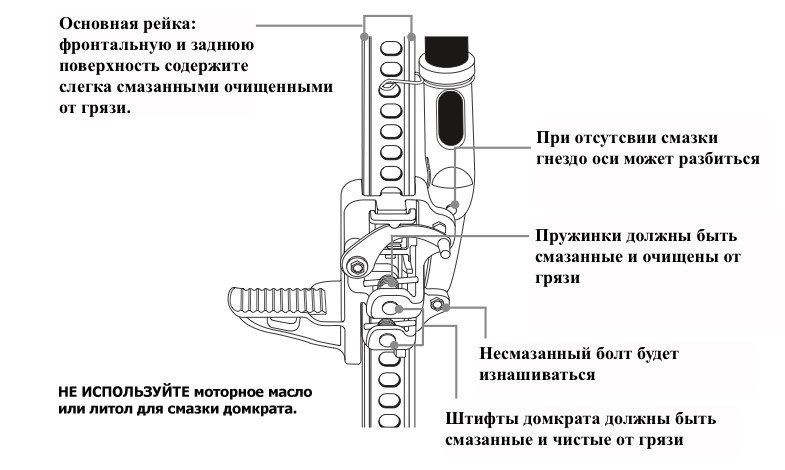 Основная рейка:
фронтальную и заднюю
поверхность содержите
слегка смазанными очищенными
от грязи.
При отсутсвии смазки
гнездо оси может разбиться
Пружинки должны быть
смазанные и очищены от
грязи
Несмазанный болт будет
изнашиваться
Штифты домкрата должны быть
смазанные и чистые от грязи
НЕ ИСПОЛЬЗУЙТЕ моторное масло
или литол для смазки домкрата.